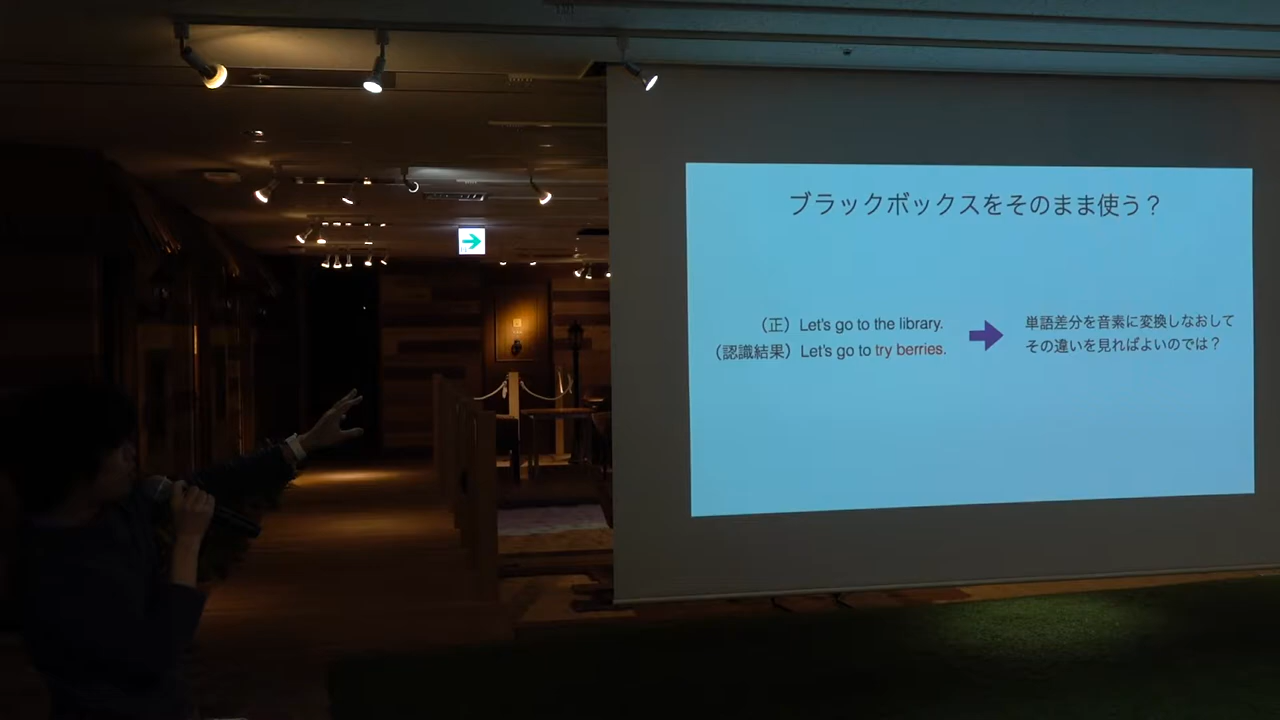 ブラックボックスをそのまま使う？
（正）Let's go to the library.
（認識結果）Let's go to try berries.
単語差分を音素に変換しなおして
その違いを見ればよいのでは？